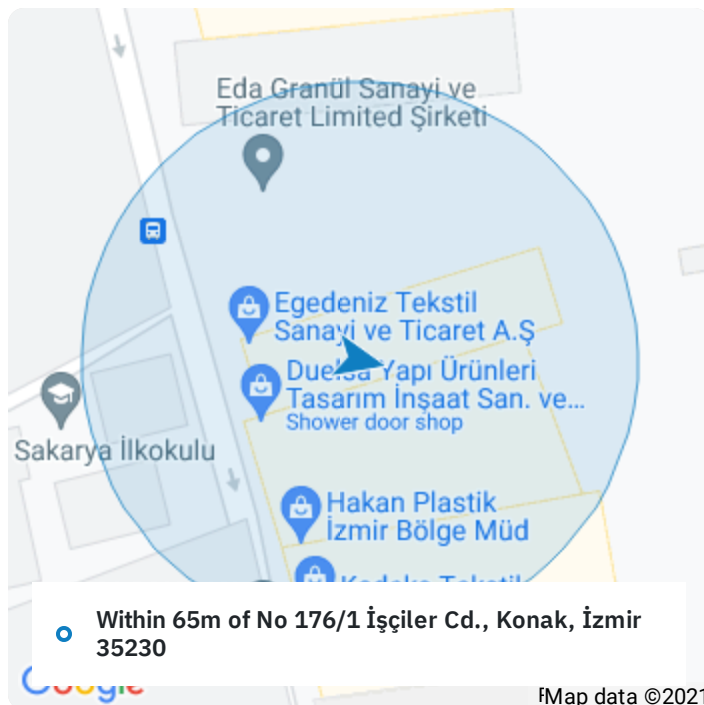 Eda Granül Sanayi ve
Ticaret Limited Şirketi
Egedeniz Tekstil
Sanayi ve Ticaret A.Ş
Yapı Ürünleri
Tasarım İnşaat San. ve...
Shower door shop
Sakarya İlkokulu
Hakan Plastik
İzmir Bölge Müd
Within 65m of No 176/1 İşçiler Cd., Konak, İzmir
35230
Google
Map data ©2021